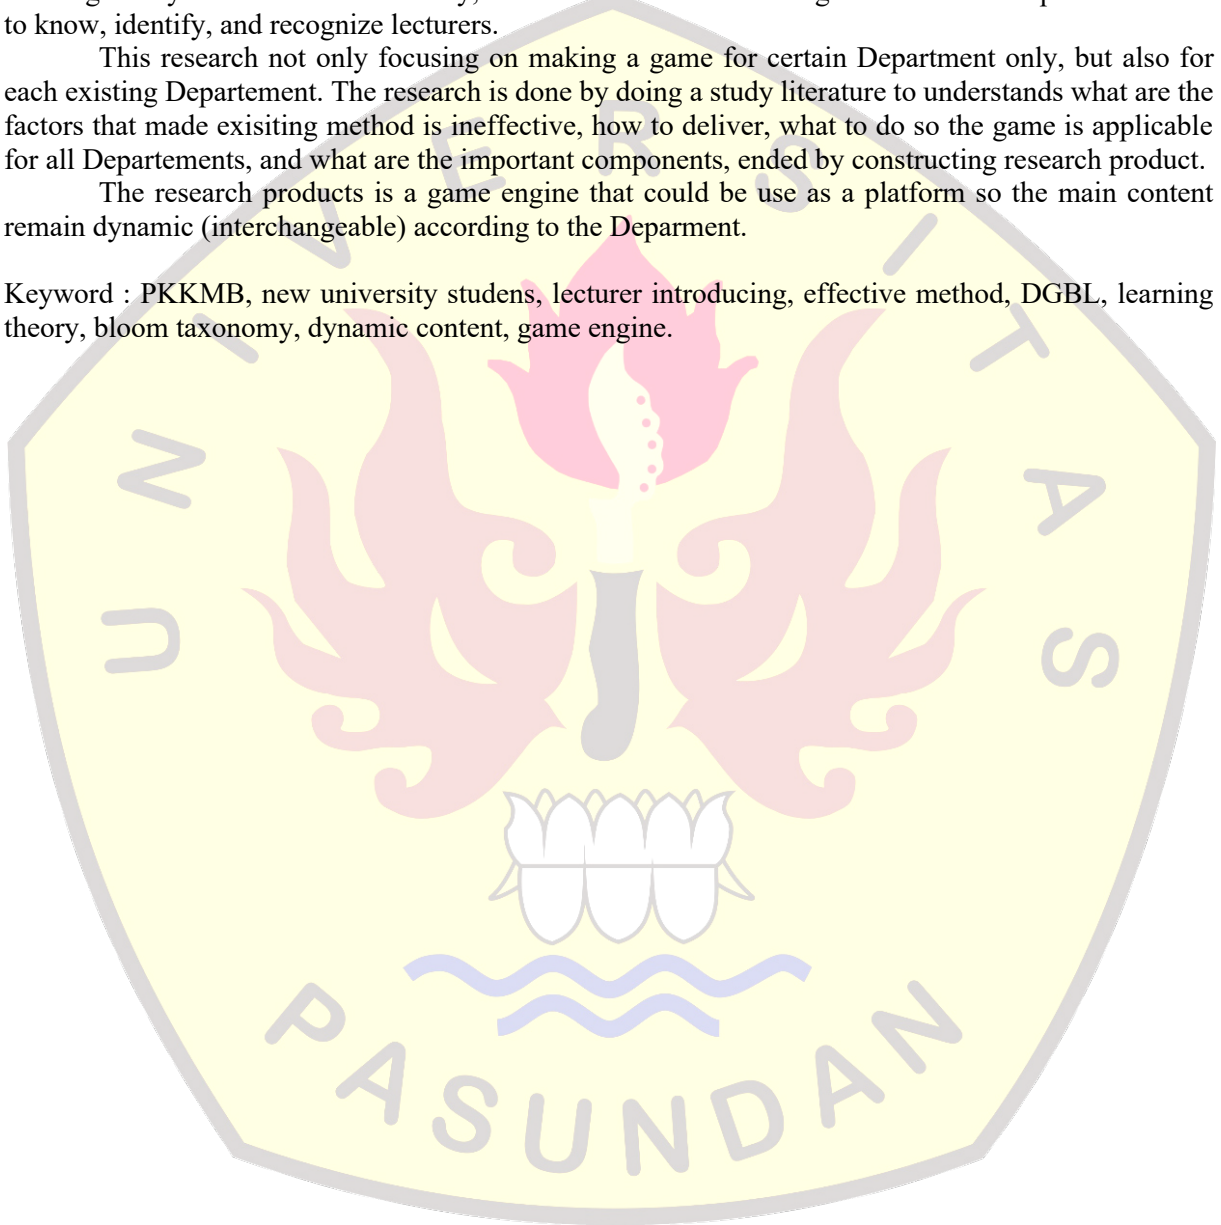 to know, identify, and recognize lecturers.
This research not only focusing on making a game for certain Department only, but also for
each existing Departement. The research is done by doing a study literature to understands what are the
factors that made exisiting method is ineffective, how to deliver, what to do so the game is applicable
for all Departements, and what are the important components, ended by constructing research product.
The research products is a game engine that could be use as a platform so the main content
remain dynamic (interchangeable) according to the Deparment.
Keyword : PKKMB, new university studens, lecturer introducing, effective method, DGBL, learning
theory, bloom taxonomy, dynamic content, game engine.
UNIVERSITAS
PASUNDAN